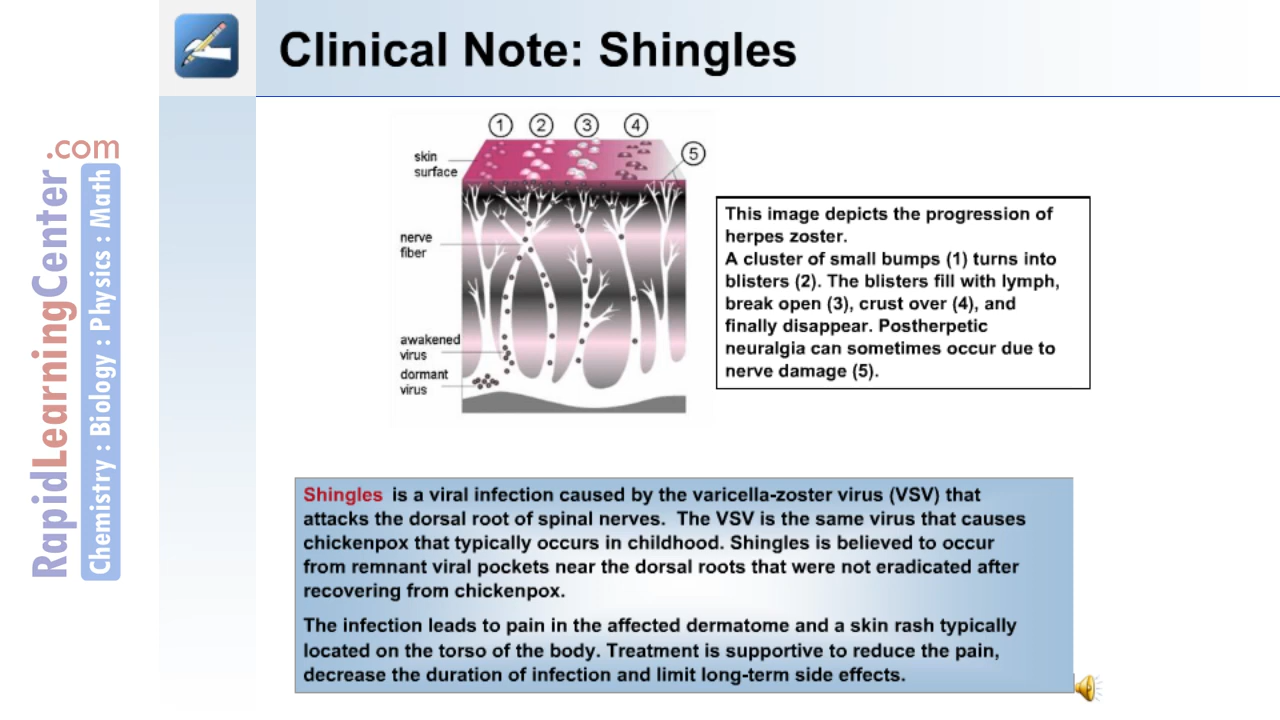 Clinical Note: Shingles
RapidLearningCenter.com
Chemistry : Biology : Physics : Math
1 2 3 4
5
skin
surface
nerve
fiber
awakened
virus
dormant
virus
This image depicts the progression of
herpes zoster.
A cluster of small bumps (1) turns into
blisters (2). The blisters fill with lymph,
break open (3), crust over (4), and
finally disappear. Postherpetic
neuralgia can sometimes occur due to
nerve damage (5).
Shingles is a viral infection caused by the varicella-zoster virus (VSV) that
attacks the dorsal root of spinal nerves. The VSV is the same virus that causes
chickenpox that typically occurs in childhood. Shingles is believed to occur
from remnant viral pockets near the dorsal roots that were not eradicated after
recovering from chickenpox.
The infection leads to pain in the affected dermatome and a skin rash typically
located on the torso of the body. Treatment is supportive to reduce the pain,
decrease the duration of infection and limit long-term side effects.